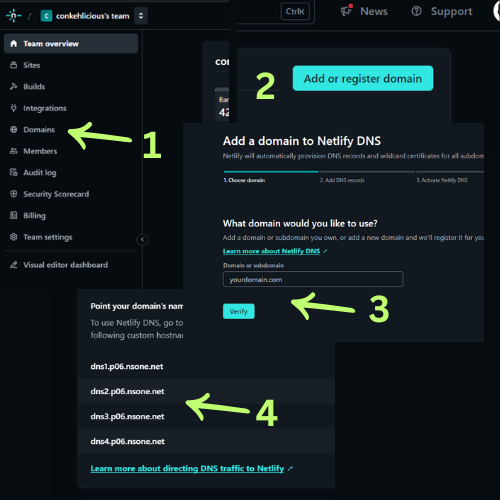 / C conkehlicious's team
Team overview
Sites
Builds
Integrations
Domains
Members
Audit log
Security Scorecard
Billing
Team settings
Visual editor dashboard
1
Ctrl
News
Support
2
Add or register domain
Add a domain to Netlify DNS
Netlify will automatically provision DNS records and wildcard certificates for all subdom
1. Choose domain
2. Add DNS records
3. Activate Netlify DNS
What domain would you like to use?
Add a domain or subdomain you own, or add a new domain and we'll register it for you
Learn more about Netlify DNS
Domain or subdomain
yourdomain.com
Verify
3
Point your domain's nam
To use Netlify DNS, go to
following custom hostnam
dns1.p06.nsone.net
dns2.p06.nsone.net
dns3.p06.nsone.net
dns4.p06.nsone.net
4
Learn more about directing DNS traffic to Netlify